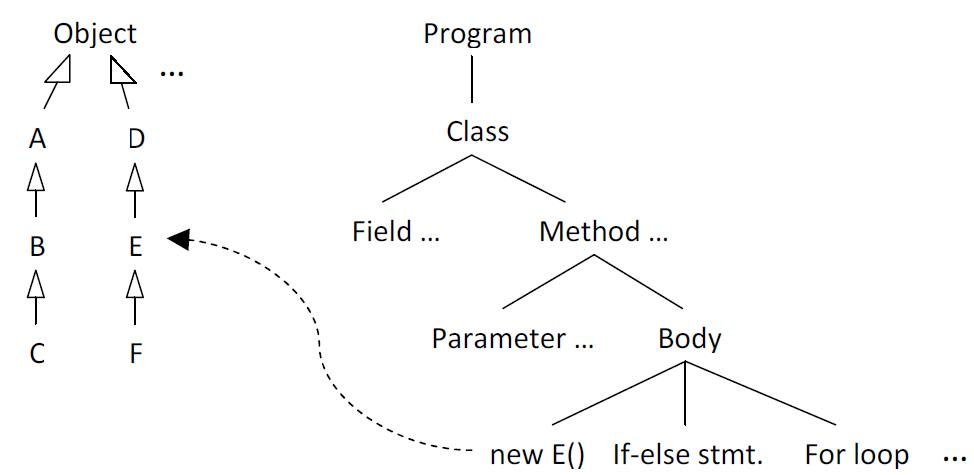 Object
Program
...
A
D
Class
Field ...
Method ...
B
E
Parameter ...
Body
C
F
new E()
If-else stmt.
For loop
...